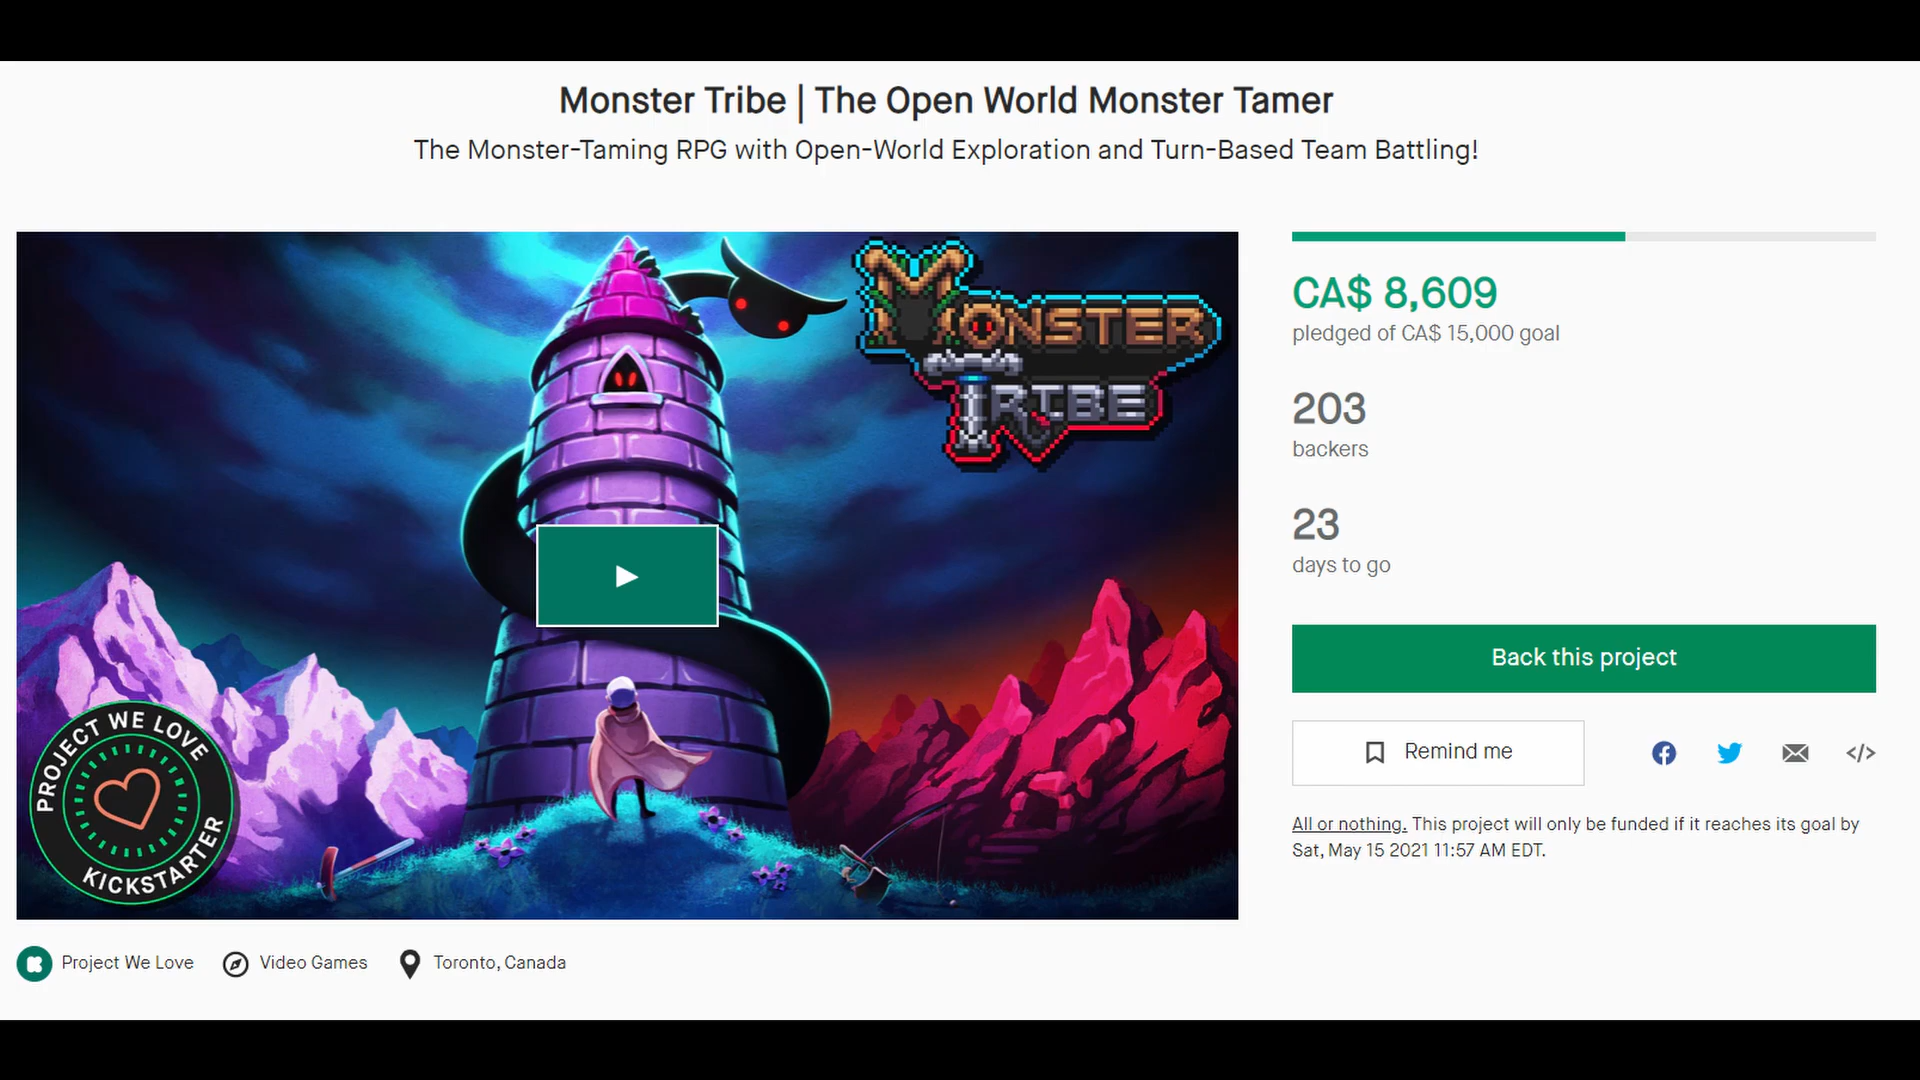 Monster Tribe | The Open World Monster Tamer
The Monster-Taming RPG with Open-World Exploration and Turn-Based Team Battling!
MONSTER
TRIBE
PROJECT WE LOVE
KICKSTARTER
CA$ 8,609
pledged of CA$ 15,000 goal
203
backers
23
days to go
Back this project
Remind me
</>
All or nothing. This project will only be funded if it reaches its goal by
Sat, May 15 2021 11:57 AM EDT.
Project We Love
Video Games
Toronto, Canada